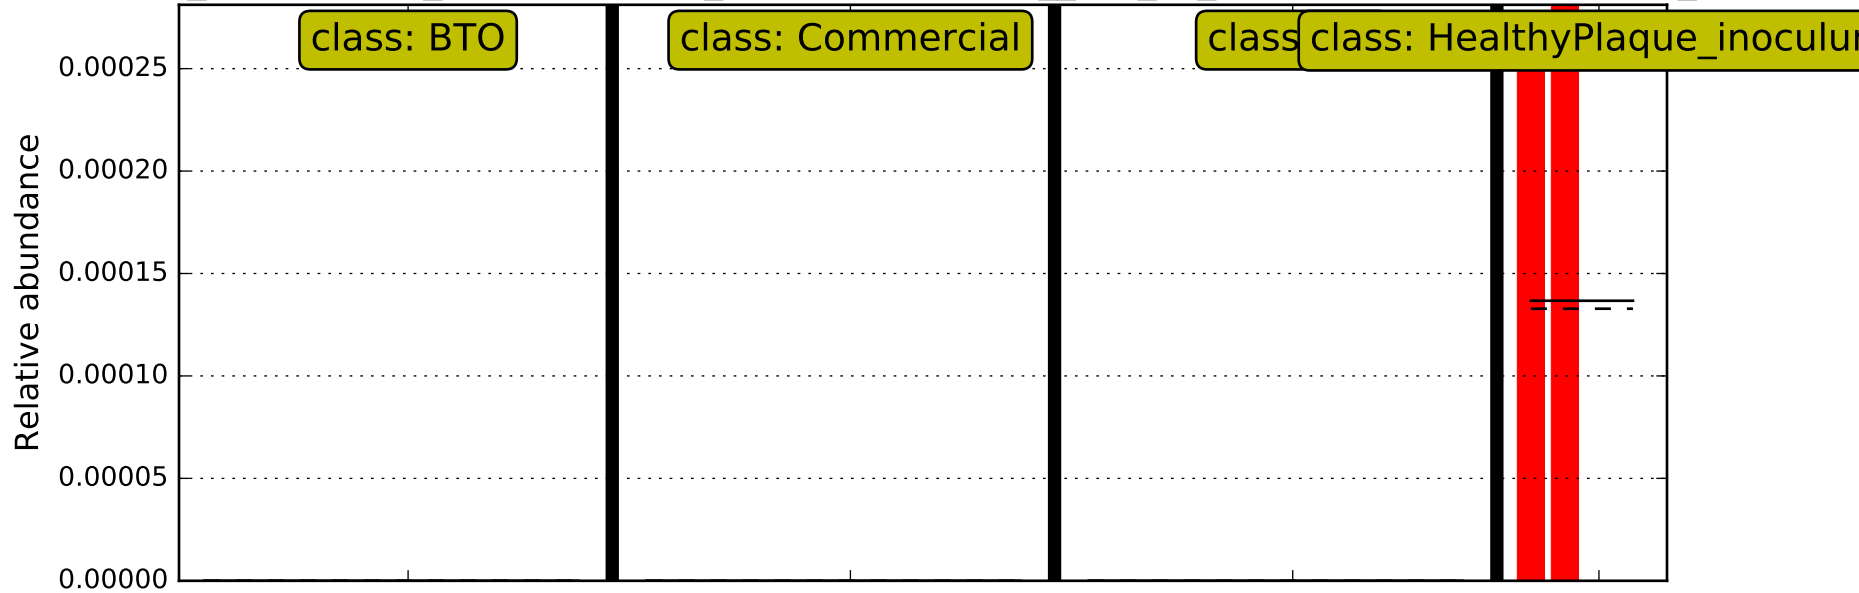 class: BTO
class: Commercial
class
class: HealthyPlaque_inoculu
0.00025
0.00020
0.00015
0.00010
0.00005
0.00000
Relative abundance